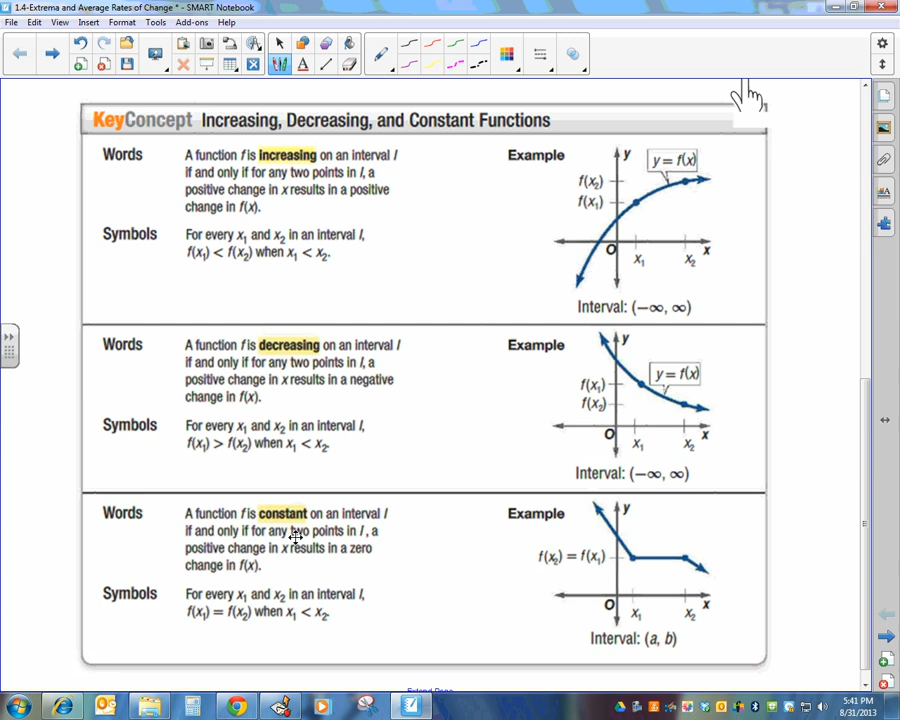 1.4-Extrema and Average Rates of Change * - SMART Notebook
File Edit View Insert Format Tools Add-ons Help
KeyConcept Increasing, Decreasing, and Constant Functions
Words
A function f is increasing on an interval I
if and only if for any two points in I, a
positive change in x results in a positive
change in f(x).
Symbols
For every x₁ and x₂ in an interval I,
f(x₁) < f(x₂) when x₁ < x₂.
Example
y
y = f(x)
f(x₂)
f(x₁)
O
x₁
x₂
x
Interval: (−∞, ∞)
Words
A function f is decreasing on an interval I
if and only if for any two points in I, a
positive change in x results in a negative
change in f(x).
Symbols
For every x₁ and x₂ in an interval I,
f(x₁) > f(x₂) when x₁ < x₂.
Example
y
y = f(x)
f(x₁)
f(x₂)
O
x₁
x₂
x
Interval: (−∞, ∞)
Words
A function f is constant on an interval I
if and only if for any two points in I, a
positive change in x results in a zero
change in f(x).
Symbols
For every x₁ and x₂ in an interval I,
f(x₁) = f(x₂) when x₁ < x₂.
Example
y
f(x₂) = f(x₁)
O
x₁
x₂
x
Interval: (a, b)
Extend Page
5:41 PM
8/31/2013